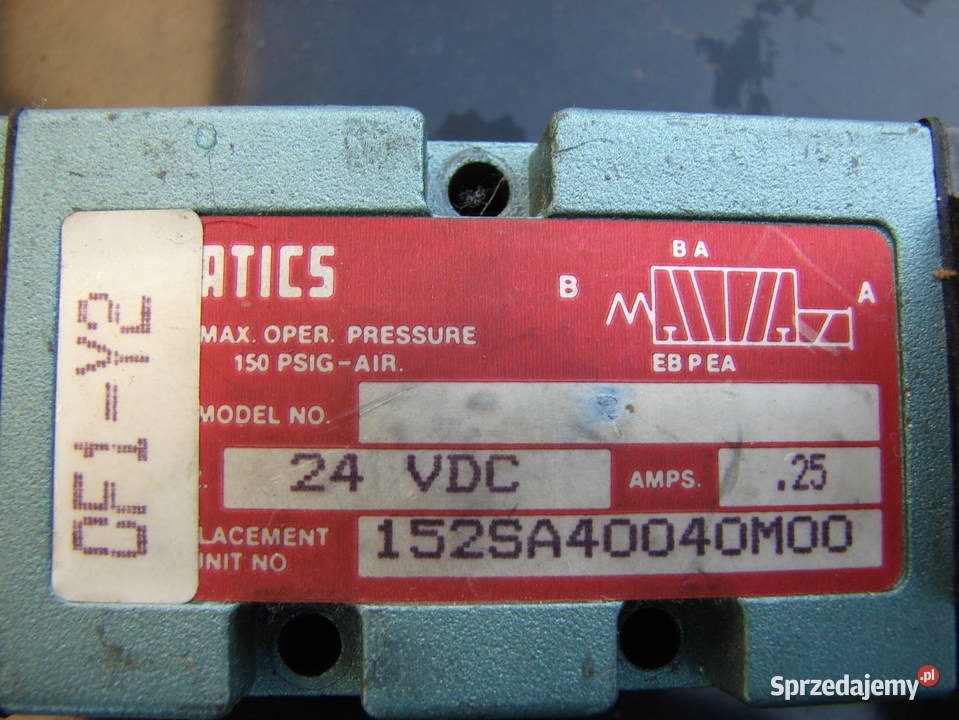 OF1-Y2
ATICS
MAX. OPER. PRESSURE
150 PSIG-AIR.
B A
B
A
EB P EA
MODEL NO.
24 VDC
AMPS.
.25
LACEMENT
UNIT NO
152SA40040M00
Sprzedajemy.pl